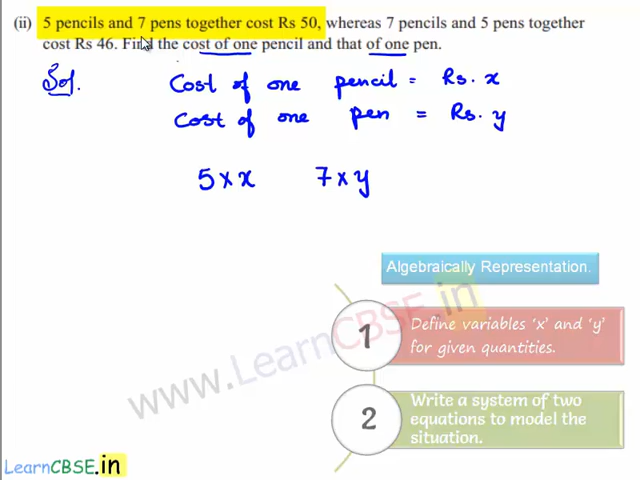 (ii) 5 pencils and 7 pens together cost Rs 50, whereas 7 pencils and 5 pens together
cost Rs 46. Find the cost of one pencil and that of one pen.
Sol.
Cost of one pencil = Rs. x
Cost of one pen = Rs. y
5 × x 7 × y
Algebraically Representation:
1 Define variables 'x' and 'y'
for given quantities.
2 Write a system of two
equations to model the
situation.
www.LearnCBSE.in
LearnCBSE.in